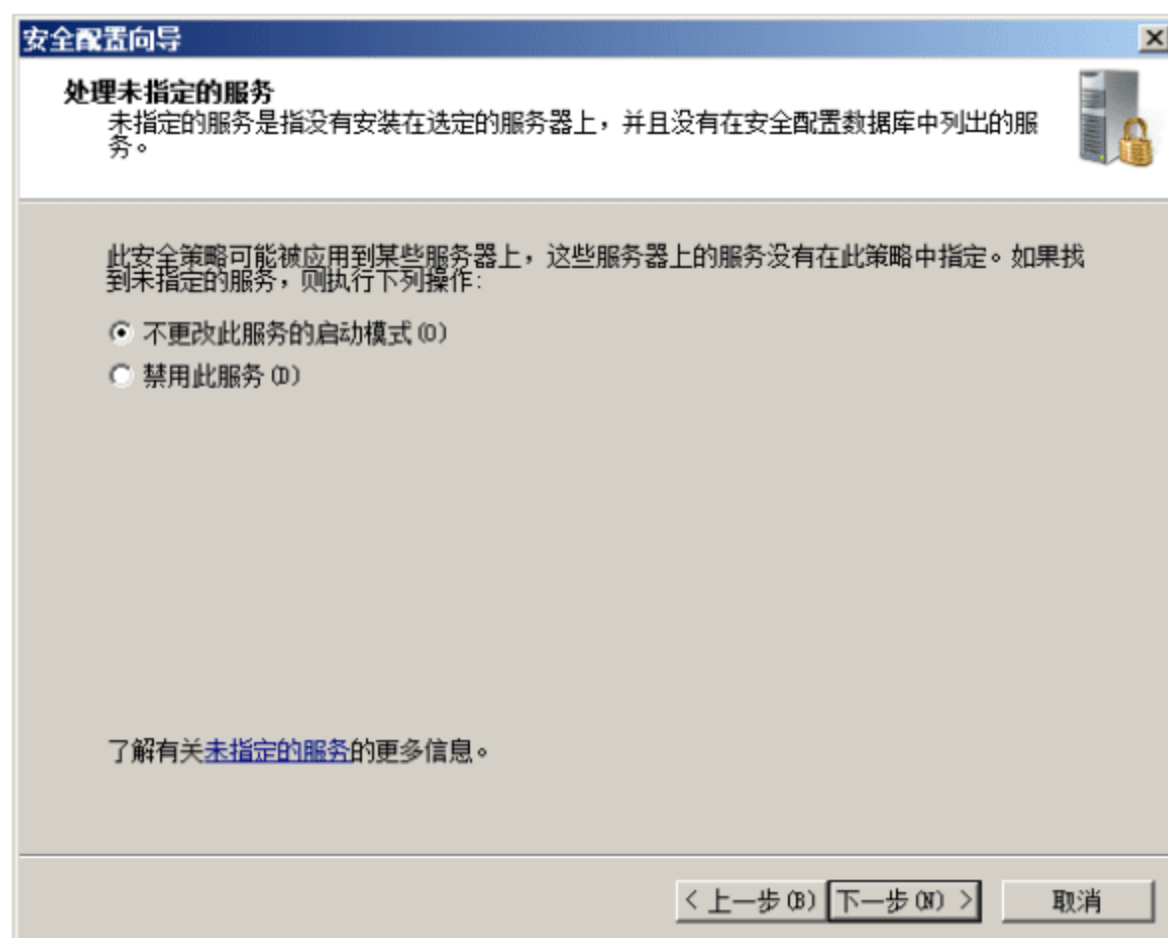 安全配置向导
处理未指定的服务
未指定的服务是指没有安装在选定的服务器上，并且没有在安全配置数据库中列出的服
务。
此安全策略可能被应用到某些服务器上，这些服务器上的服务没有在此策略中指定。如果找
到未指定的服务，则执行下列操作:
不更改此服务的启动模式(O)
禁用此服务(D)
了解有关未指定的服务的更多信息。
< 上一步(B) 下一步(N) > 取消